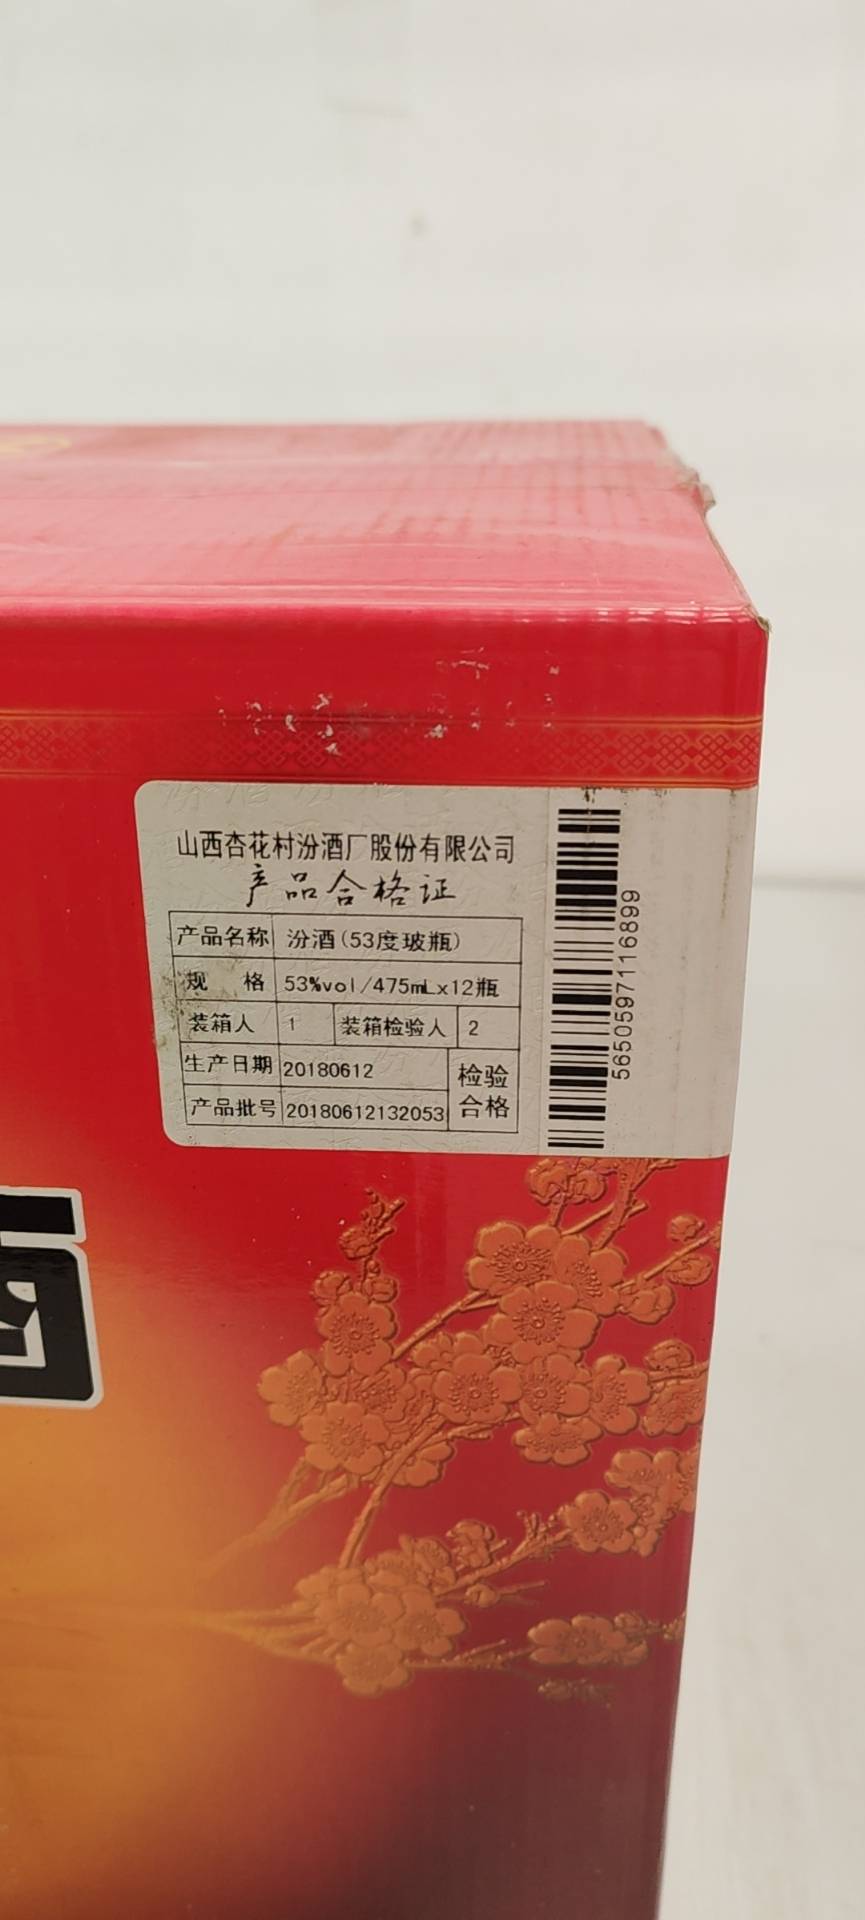 山西杏花村汾酒厂股份有限公司
产品合格证
产品名称 汾酒(53度玻瓶)
规 格 53%vol/475mLx12瓶
装箱人 1 装箱检验人 2
生产日期 20180612 检验合格
产品批号 20180612132053
5650597116899